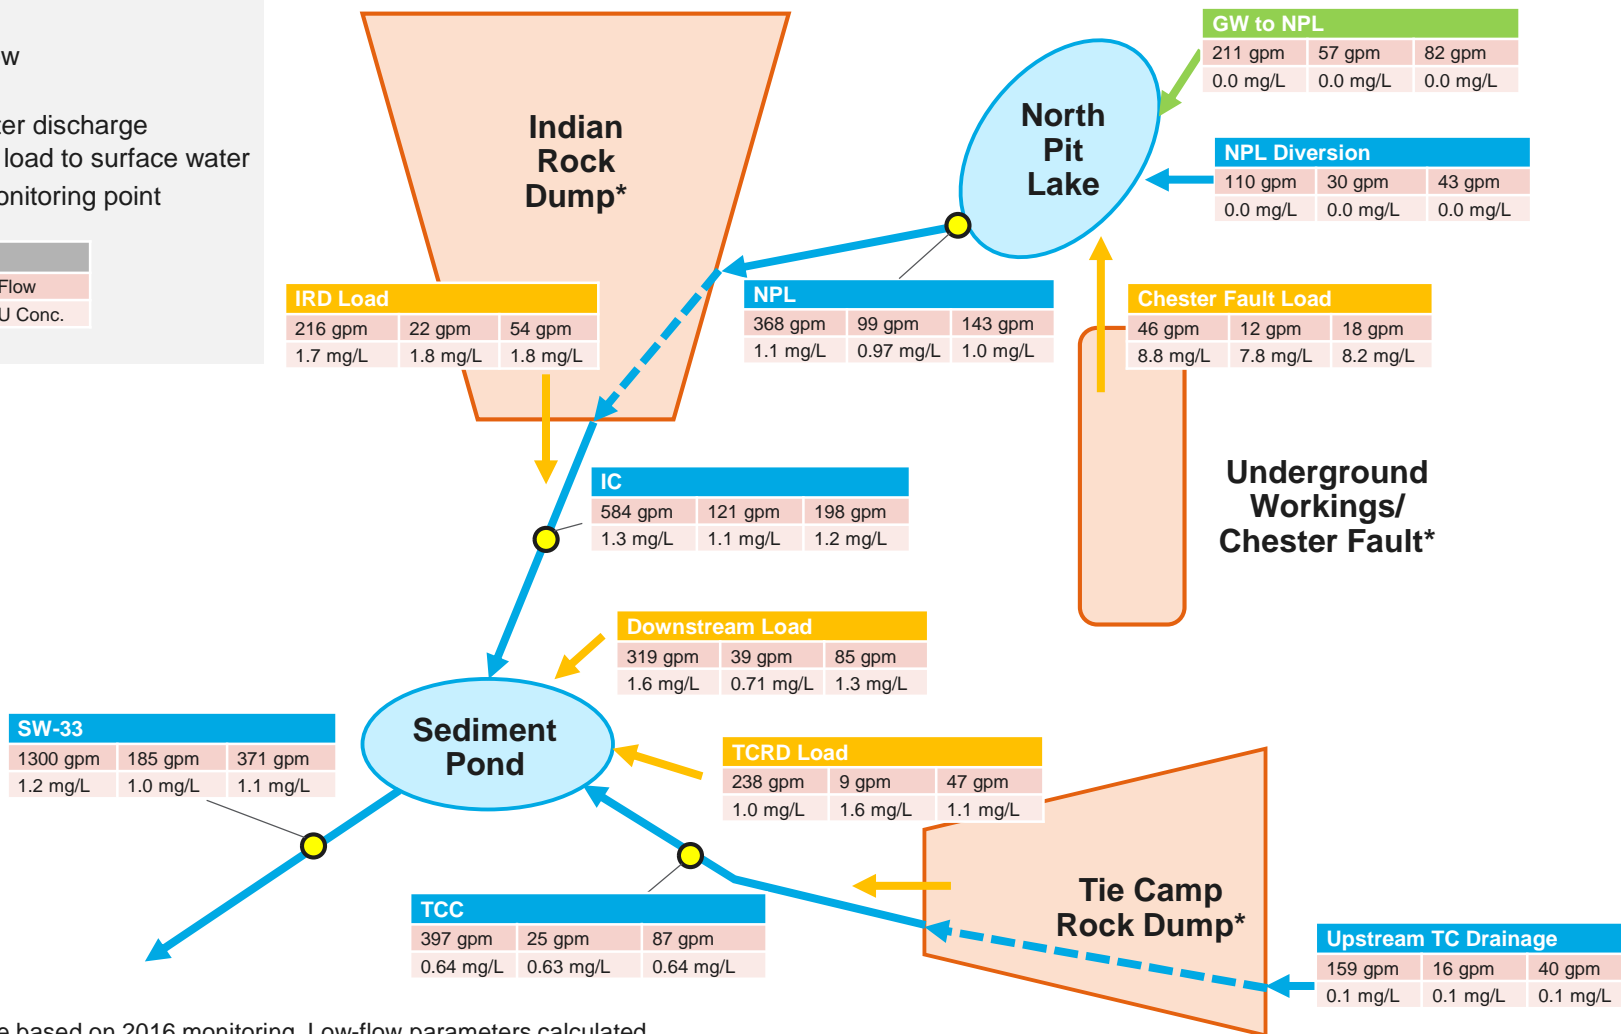 ow
ter discharge
load to surface water
onitoring point
Flow
U Conc.
Indian
Rock
Dump*
North
Pit
Lake
GW to NPL
211 gpm 57 gpm 82 gpm
0.0 mg/L 0.0 mg/L 0.0 mg/L
NPL Diversion
110 gpm 30 gpm 43 gpm
0.0 mg/L 0.0 mg/L 0.0 mg/L
IRD Load
216 gpm 22 gpm 54 gpm
1.7 mg/L 1.8 mg/L 1.8 mg/L
NPL
368 gpm 99 gpm 143 gpm
1.1 mg/L 0.97 mg/L 1.0 mg/L
Chester Fault Load
46 gpm 12 gpm 18 gpm
8.8 mg/L 7.8 mg/L 8.2 mg/L
Underground
Workings/
Chester Fault*
IC
584 gpm 121 gpm 198 gpm
1.3 mg/L 1.1 mg/L 1.2 mg/L
Downstream Load
319 gpm 39 gpm 85 gpm
1.6 mg/L 0.71 mg/L 1.3 mg/L
Sediment
Pond
SW-33
1300 gpm 185 gpm 371 gpm
1.2 mg/L 1.0 mg/L 1.1 mg/L
TCRD Load
238 gpm 9 gpm 47 gpm
1.0 mg/L 1.6 mg/L 1.1 mg/L
Tie Camp
Rock Dump*
TCC
397 gpm 25 gpm 87 gpm
0.64 mg/L 0.63 mg/L 0.64 mg/L
Upstream TC Drainage
159 gpm 16 gpm 40 gpm
0.1 mg/L 0.1 mg/L 0.1 mg/L
e based on 2016 monitoring. Low-flow parameters calculated